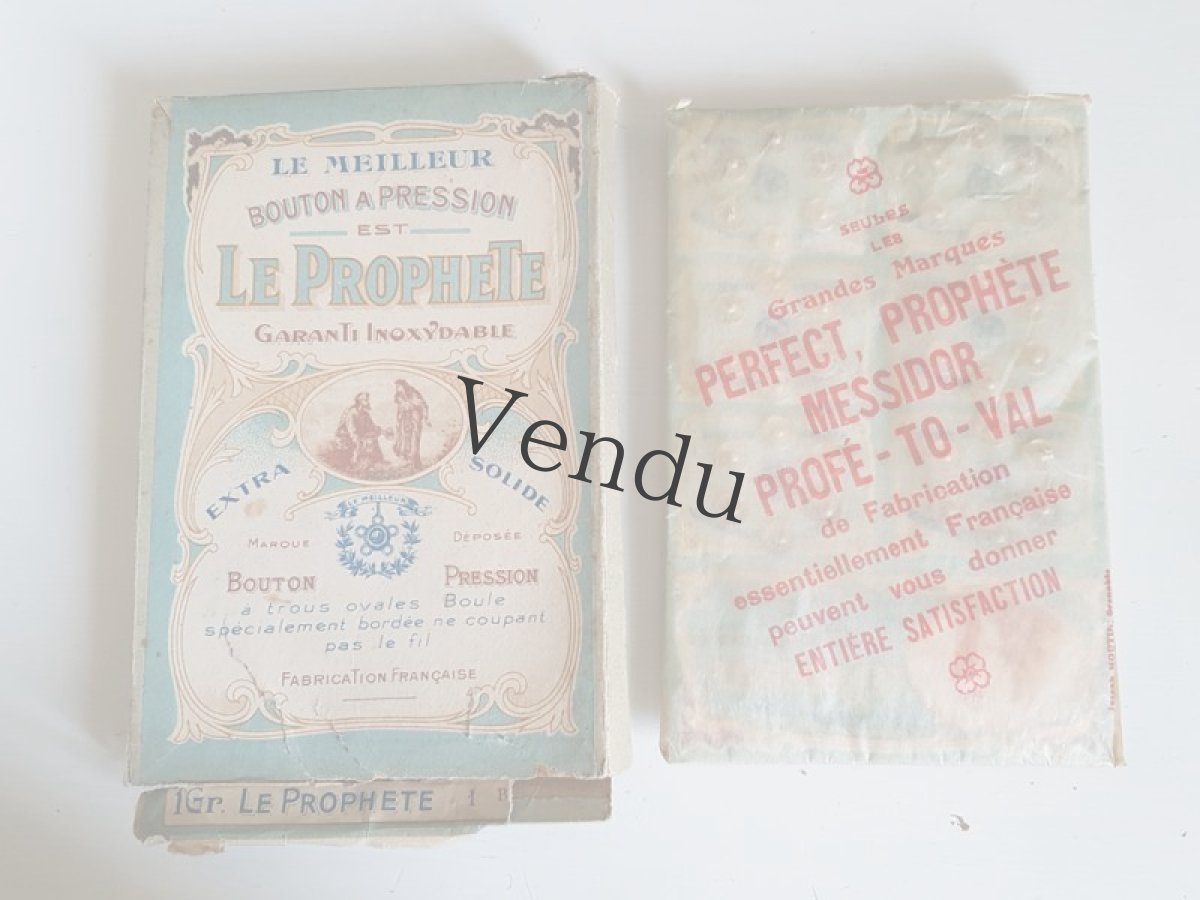 LE MEILLEUR
BOUTON A PRESSION
EST
LE PROPHETE
GARANTI INOXYDABLE
EXTRA SOLIDE
LE MEILLEUR
MARQUE DÉPOSÉE
BOUTON PRESSION
à trous ovales Boule
spécialement bordée ne coupant
pas le fil
FABRICATION FRANÇAISE
1Gr. LE PROPHETE 1
Vendu
SEULES
LES
Grandes Marques
PERFECT, PROPHÈTE
MESSIDOR
PROFÉ-TO-VAL
de Fabrication
essentiellement Française
peuvent vous donner
ENTIÈRE SATISFACTION